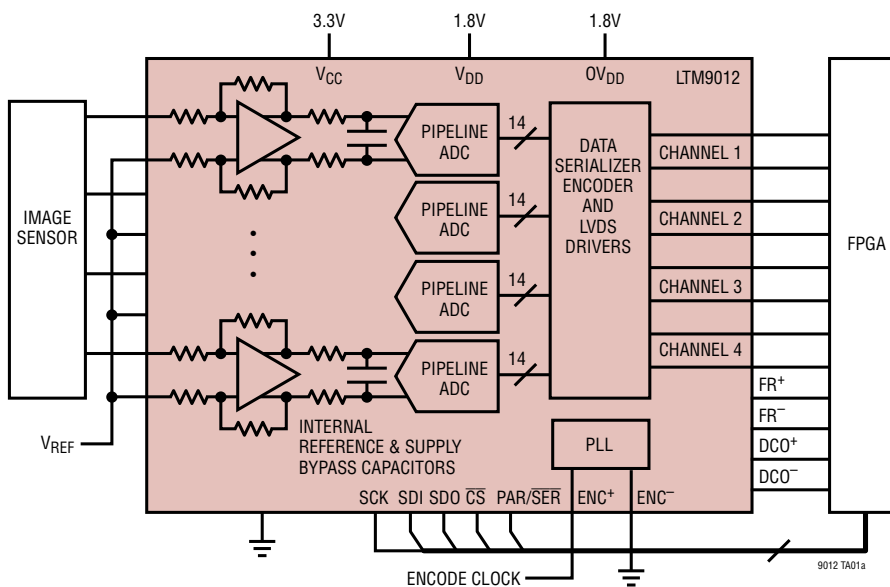 3.3V
1.8V
1.8V
VCC
VDD
OVDD
LTM9012
IMAGE
SENSOR
PIPELINE
ADC
14
PIPELINE
ADC
14
PIPELINE
ADC
14
PIPELINE
ADC
14
DATA
SERIALIZER
ENCODER
AND
LVDS
DRIVERS
CHANNEL 1
CHANNEL 2
CHANNEL 3
CHANNEL 4
FPGA
FR+
FR−
DCO+
DCO−
VREF
INTERNAL
REFERENCE & SUPPLY
BYPASS CAPACITORS
PLL
SCK
SDI
SDO
C̅S̅
PAR/S̅E̅R̅
ENC+
ENC−
ENCODE CLOCK
9012 TA01a